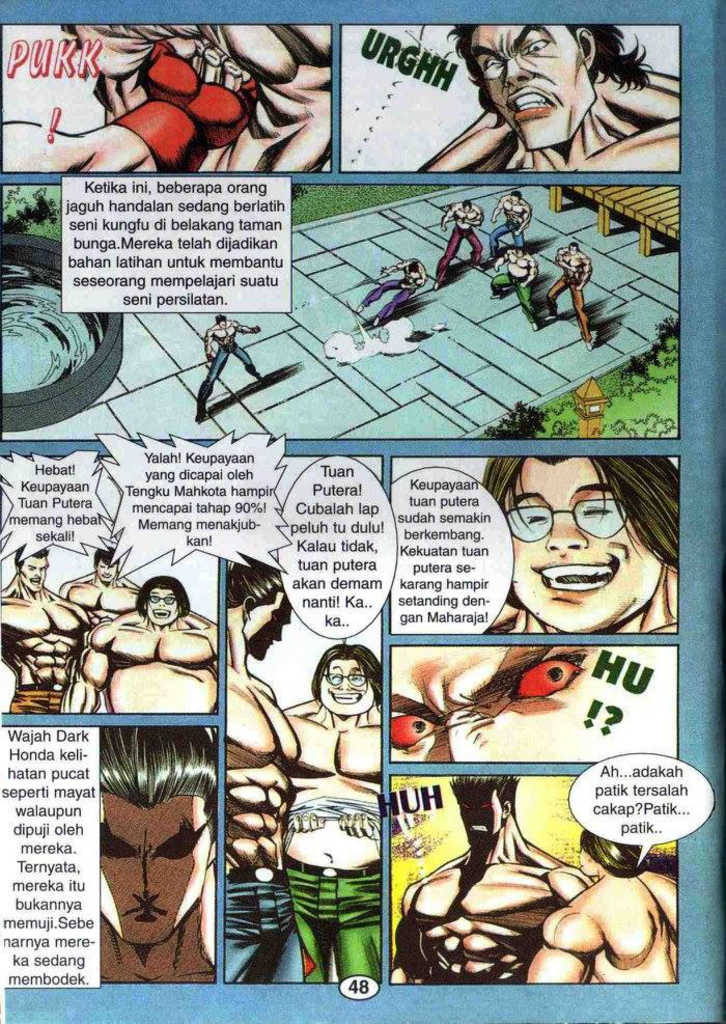 PUKK
!
URGHH
Ketika ini, beberapa orang
jaguh handalan sedang berlatih
seni kungfu di belakang taman
bunga.Mereka telah dijadikan
bahan latihan untuk membantu
seseorang mempelajari suatu
seni persilatan.
Hebat!
Keupayaan
Tuan Putera
memang hebat
sekali!
Yalah! Keupayaan
yang dicapai oleh
Tengku Mahkota hampir
mencapai tahap 90%!
Memang menakjub-
kan!
Tuan
Putera!
Cubalah lap
peluh tu dulu!
Kalau tidak,
tuan putera
akan demam
nanti! Ka..
ka..
Keupayaan
tuan putera
sudah semakin
berkembang.
Kekuatan tuan
putera se-
karang hampir
setanding den-
gan Maharaja!
HU
!?
Wajah Dark
Honda keli-
hatan pucat
seperti mayat
walaupun
dipuji oleh
mereka.
Ternyata,
mereka itu
bukannya
memuji.Sebe
narnya mere-
ka sedang
membodek.
HUH
Ah...adakah
patik tersalah
cakap?Patik...
patik..
48